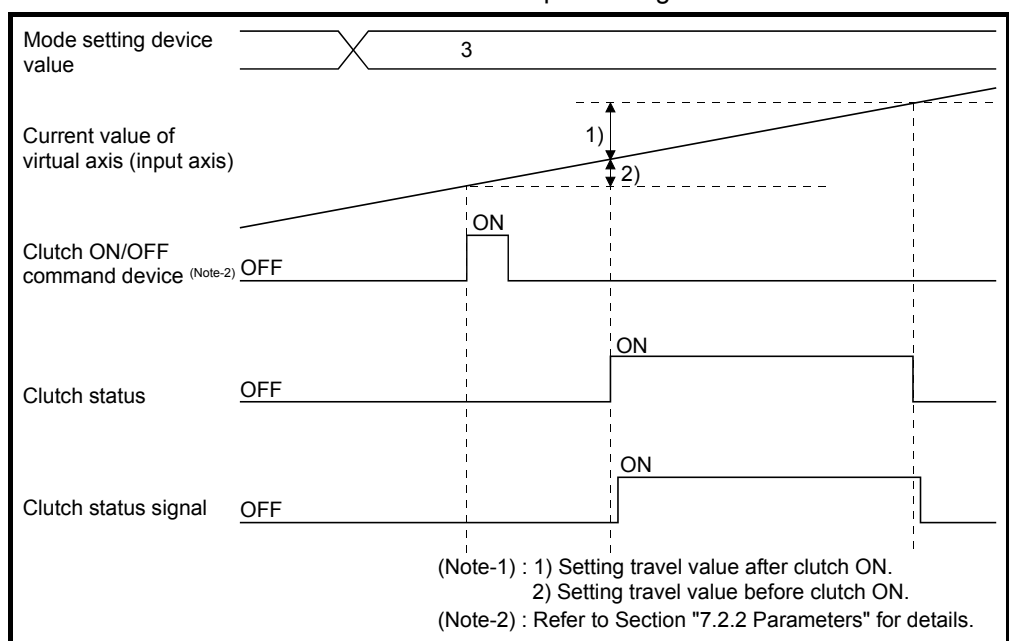 Mode setting device
value
3
Current value of
virtual axis (input axis)
1)
2)
Clutch ON/OFF
command device (Note-2)
OFF
ON
Clutch status
OFF
ON
Clutch status signal
OFF
ON
(Note-1) : 1) Setting travel value after clutch ON.
2) Setting travel value before clutch ON.
(Note-2) : Refer to Section "7.2.2 Parameters" for details.